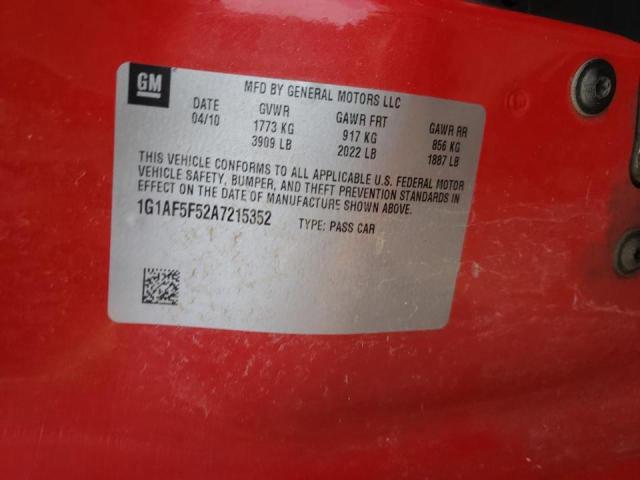 GM
MFD BY GENERAL MOTORS LLC
DATE GVWR GAWR FRT GAWR RR
04/10 1773 KG 917 KG 856 KG
3909 LB 2022 LB 1887 LB
THIS VEHICLE CONFORMS TO ALL APPLICABLE U.S. FEDERAL MOTOR
VEHICLE SAFETY, BUMPER, AND THEFT PREVENTION STANDARDS IN
EFFECT ON THE DATE OF MANUFACTURE SHOWN ABOVE.
1G1AF5F52A7215352 TYPE: PASS CAR